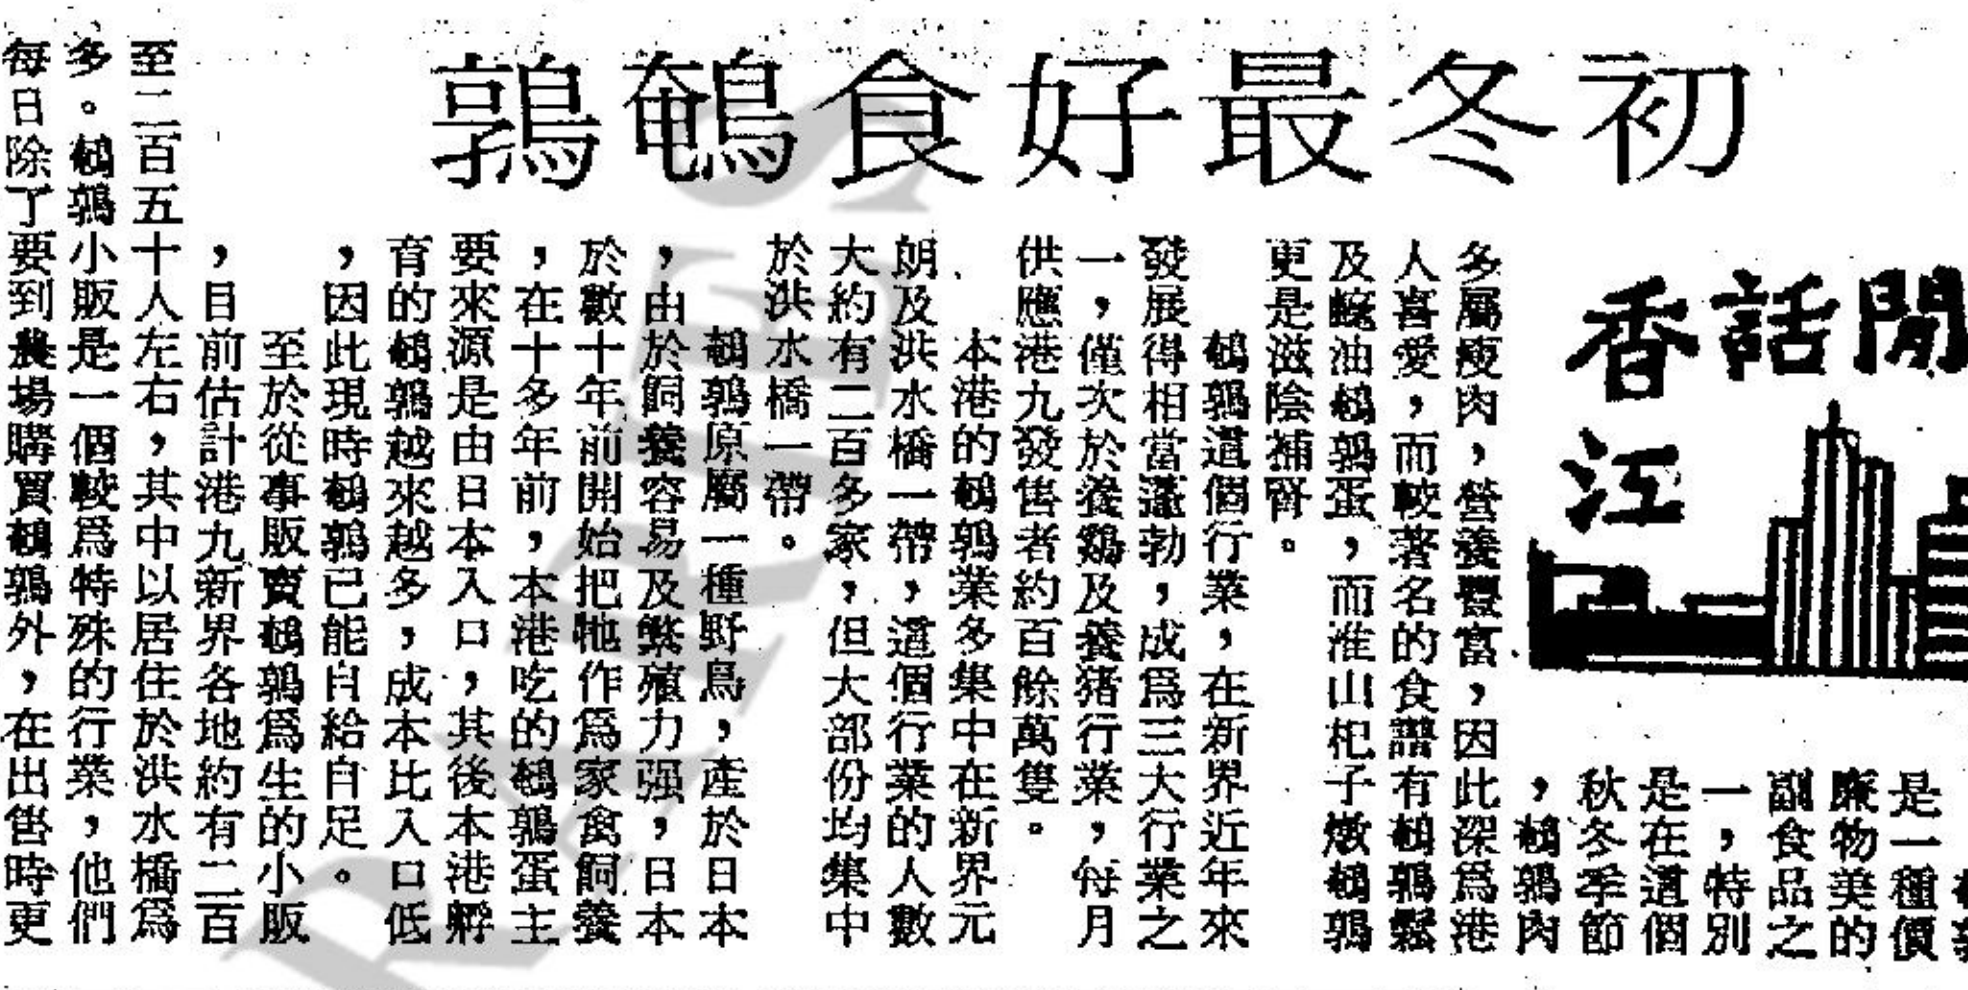 初冬最好食鵪鶉
閒話
香江
是一種價
廉物美的
副食品之
一，特別
是在這個
秋冬季節
，鵪鶉肉
多屬瘦肉，營養豐富，因此深爲港
人喜愛，而較著名的食譜有鵪鶉鬆
及蠔油鵪鶉蛋，而淮山杞子燉鵪鶉
更是滋陰補腎。
鵪鶉這個行業，在新界近年來
發展得相當蓬勃，成爲三大行業之
一，僅次於養鷄及養猪行業，每月
供應港九發售者約百餘萬隻。
本港的鵪鶉業多集中在新界元
朗及洪水橋一帶，這個行業的人數
大約有二百多家，但大部份均集中
於洪水橋一帶。
鵪鶉原屬一種野鳥，產於日本
，由於飼養容易及繁殖力强，日本
於數十年前開始把牠作爲家禽飼養
，在十多年前，本港吃的鵪鶉蛋主
要來源是由日本入口，其後本港孵
育的鵪鶉越來越多，成本比入口低
，因此現時鵪鶉已能自給自足。
至於從事販賣鵪鶉爲生的小販
，目前估計港九新界各地約有二百
至二百五十人左右，其中以居住於洪水橋爲
多。鵪鶉小販是一個較爲特殊的行業，他們
每日除了要到農場購買鵪鶉外，在出售時更